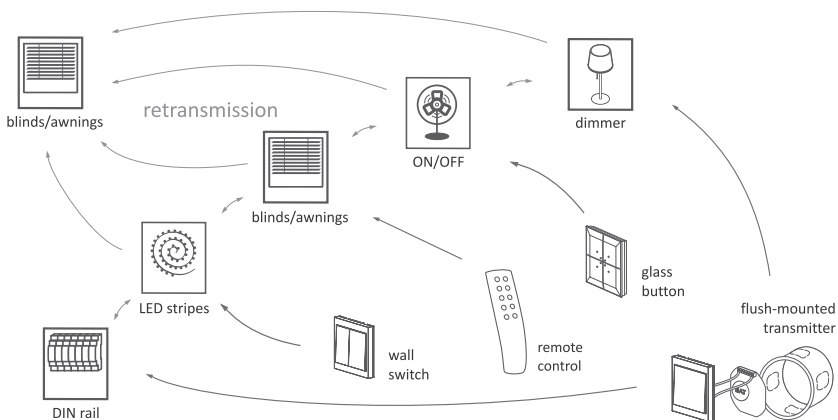 blinds/awnings
retransmission
dimmer
ON/OFF
blinds/awnings
LED stripes
glass
button
flush-mounted
transmitter
wall
switch
remote
control
DIN rail